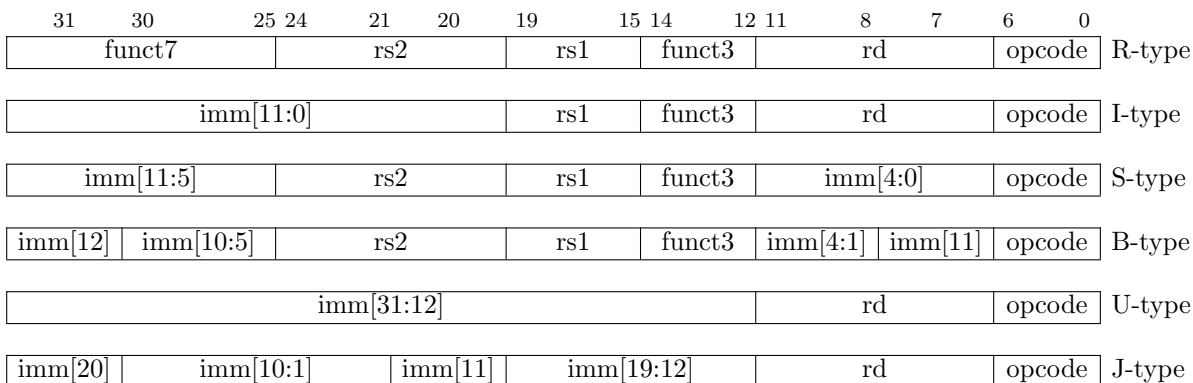 31 30 25 24 21 20 19 15 14 12 11 8 7 6 0
funct7 rs2 rs1 funct3 rd opcode R-type
imm[11:0] rs1 funct3 rd opcode I-type
imm[11:5] rs2 rs1 funct3 imm[4:0] opcode S-type
imm[12] imm[10:5] rs2 rs1 funct3 imm[4:1] imm[11] opcode B-type
imm[31:12] rd opcode U-type
imm[20] imm[10:1] imm[11] imm[19:12] rd opcode J-type